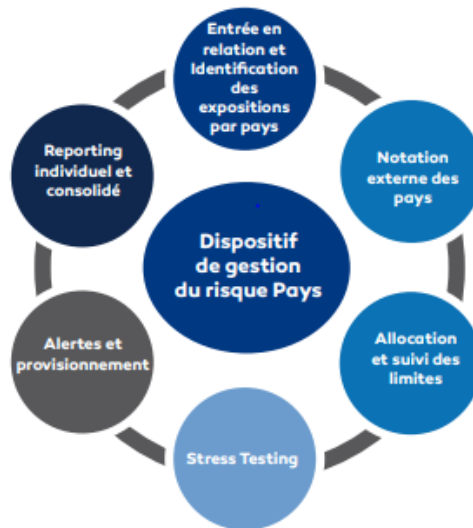 Entrée en
relation et
Identification
des
expositions
par pays
Reporting
individuel et
consolidé
Notation
externe des
pays
Dispositif
de gestion
du risque Pays
Alertes et
provisionnement
Allocation
et suivi des
limites
Stress Testing